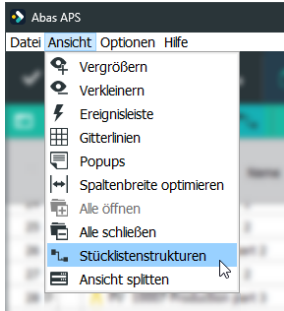 Abas APS
Datei Ansicht Optionen Hilfe
Vergrößern
Verkleinern
Ereignisleiste
Gitterlinien
Popups
Spaltenbreite optimieren
Alle öffnen
Alle schließen
Stücklistenstrukturen
Ansicht splitten